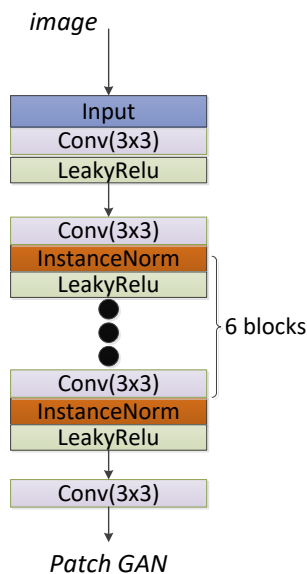 image
Input
Conv(3x3)
LeakyRelu
Conv(3x3)
InstanceNorm
LeakyRelu
6 blocks
Conv(3x3)
InstanceNorm
LeakyRelu
Conv(3x3)
Patch GAN